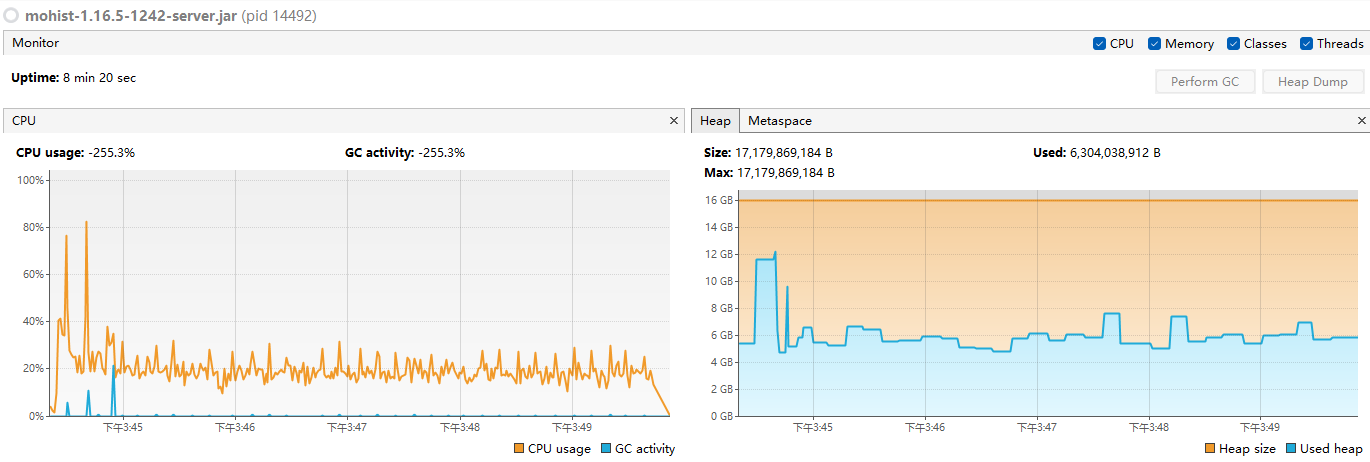 mohist-1.16.5-1242-server.jar (pid 14492)
Monitor
CPU Memory Classes Threads
Uptime: 8 min 20 sec
Perform GC Heap Dump
CPU
CPU usage: -255.3% GC activity: -255.3%
100%
80%
60%
40%
20%
0%
下午3:45 下午3:46 下午3:47 下午3:48 下午3:49
CPU usage GC activity
Heap Metaspace
Size: 17,179,869,184 B Used: 6,304,038,912 B
Max: 17,179,869,184 B
16 GB
14 GB
12 GB
10 GB
8 GB
6 GB
4 GB
2 GB
0 GB
下午3:45 下午3:46 下午3:47 下午3:48 下午3:49
Heap size Used heap